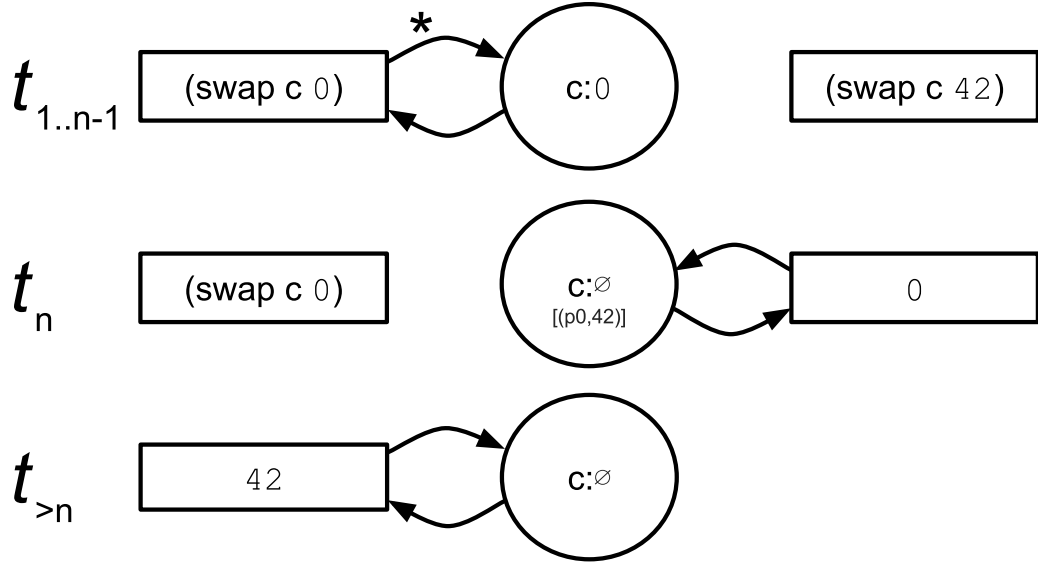 t1..n-1 (swap c 0) * c:0 (swap c 42)
tn (swap c 0) c:∅ 0
[(p0,42)]
t>n 42 c:∅